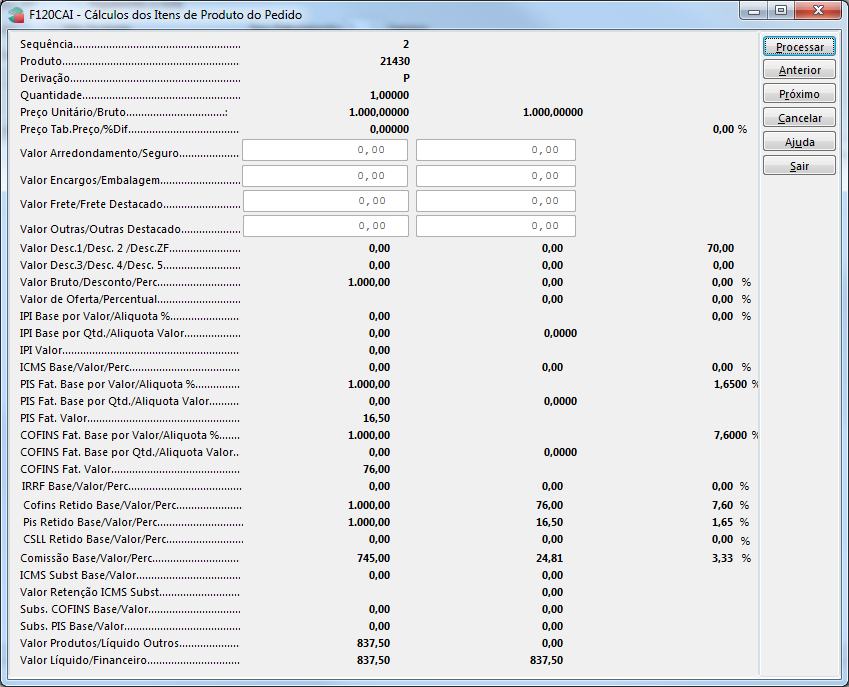 F120CAI - Cálculos dos Itens de Produto do Pedido
Sequência 2
Produto 21430
Derivação P
Quantidade 1,00000
Preço Unitário/Bruto : 1.000,00000 1.000,00000
Preço Tab.Preço/%Dif. 0,00000 0,00 %
Valor Arredondamento/Seguro 0,00 0,00
Valor Encargos/Embalagem 0,00 0,00
Valor Frete/Frete Destacado 0,00 0,00
Valor Outras/Outras Destacado 0,00 0,00
Valor Desc.1/Desc. 2 /Desc.ZF 0,00 0,00 70,00
Valor Desc.3/Desc. 4/Desc. 5 0,00 0,00 0,00
Valor Bruto/Desconto/Perc. 1.000,00 0,00 0,00 %
Valor de Oferta/Percentual 0,00 0,00 %
IPI Base por Valor/Aliquota % 0,00 0,00 %
IPI Base por Qtd./Aliquota Valor 0,00 0,0000
IPI Valor 0,00
ICMS Base/Valor/Perc. 0,00 0,00 0,00 %
PIS Fat. Base por Valor/Aliquota % 1.000,00 1,6500 %
PIS Fat. Base por Qtd./Aliquota Valor 0,00 0,0000
PIS Fat. Valor 16,50
COFINS Fat. Base por Valor/Aliquota % 1.000,00 7,6000 %
COFINS Fat. Base por Qtd./Aliquota Valor 0,00 0,0000
COFINS Fat. Valor 76,00
IRRF Base/Valor/Perc. 0,00 0,00 0,00 %
Cofins Retido Base/Valor/Perc. 1.000,00 76,00 7,60 %
Pis Retido Base/Valor/Perc. 1.000,00 16,50 1,65 %
CSLL Retido Base/Valor/Perc. 0,00 0,00 0,00 %
Comissão Base/Valor/Perc. 745,00 24,81 3,33 %
ICMS Subst Base/Valor 0,00 0,00
Valor Retenção ICMS Subst. 0,00
Subs. COFINS Base/Valor 0,00 0,00
Subs. PIS Base/Valor 0,00 0,00
Valor Produtos/Líquido Outros 837,50 0,00
Valor Líquido/Financeiro 837,50 837,50
Processar
Anterior
Próximo
Cancelar
Ajuda
Sair